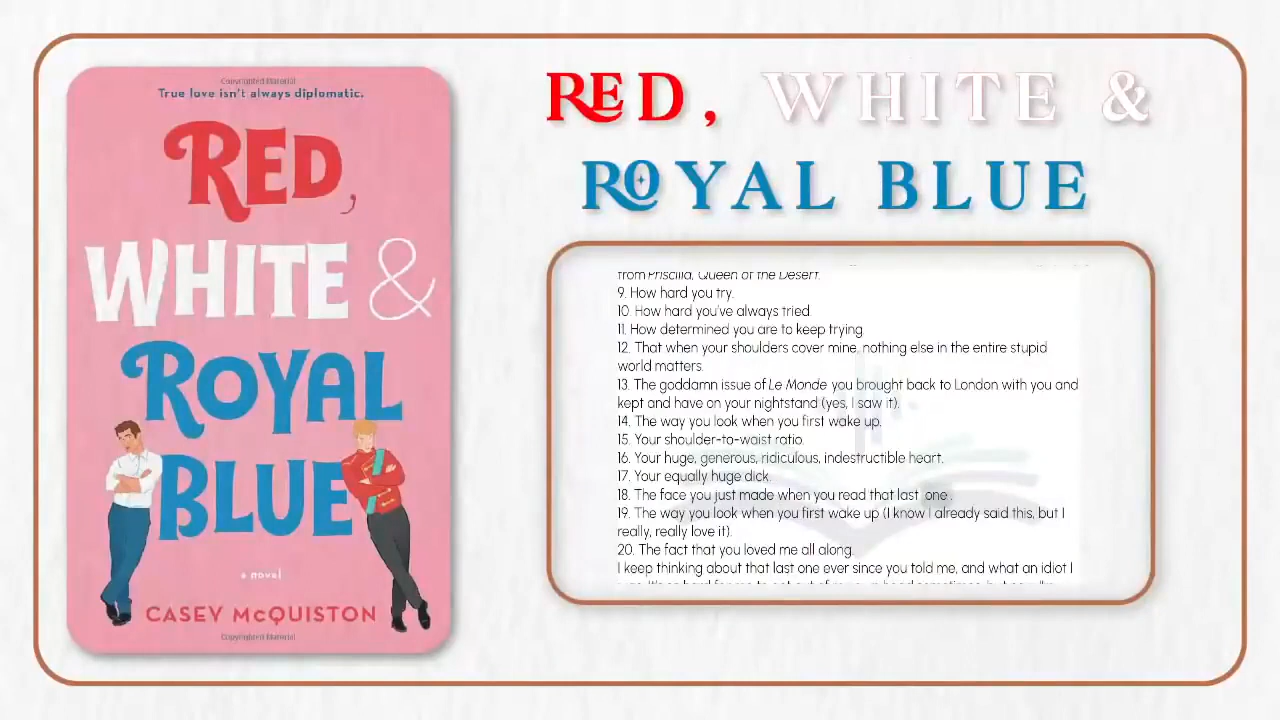 Copyrighted Material
True love isn't always diplomatic.
RED,
WHITE &
ROYAL
BLUE
a novel
CASEY McQUISTON
Copyrighted Material
RED, WHITE &
ROYAL BLUE
from Priscilla, Queen of the Desert.
9. How hard you try.
10. How hard you've always tried.
11. How determined you are to keep trying.
12. That when your shoulders cover mine, nothing else in the entire stupid
world matters.
13. The goddamn issue of Le Monde you brought back to London with you and
kept and have on your nightstand (yes, I saw it).
14. The way you look when you first wake up.
15. Your shoulder-to-waist ratio.
16. Your huge, generous, ridiculous, indestructible heart.
17. Your equally huge dick.
18. The face you just made when you read that last one.
19. The way you look when you first wake up (I know I already said this, but I
really, really love it).
20. The fact that you loved me all along.
I keep thinking about that last one ever since you told me, and what an idiot I